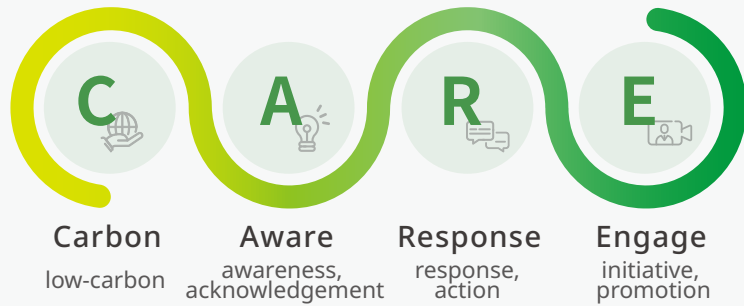 C A R E
Carbon Aware Response Engage
low-carbon
awareness,
acknowledgement
response,
action
initiative,
promotion